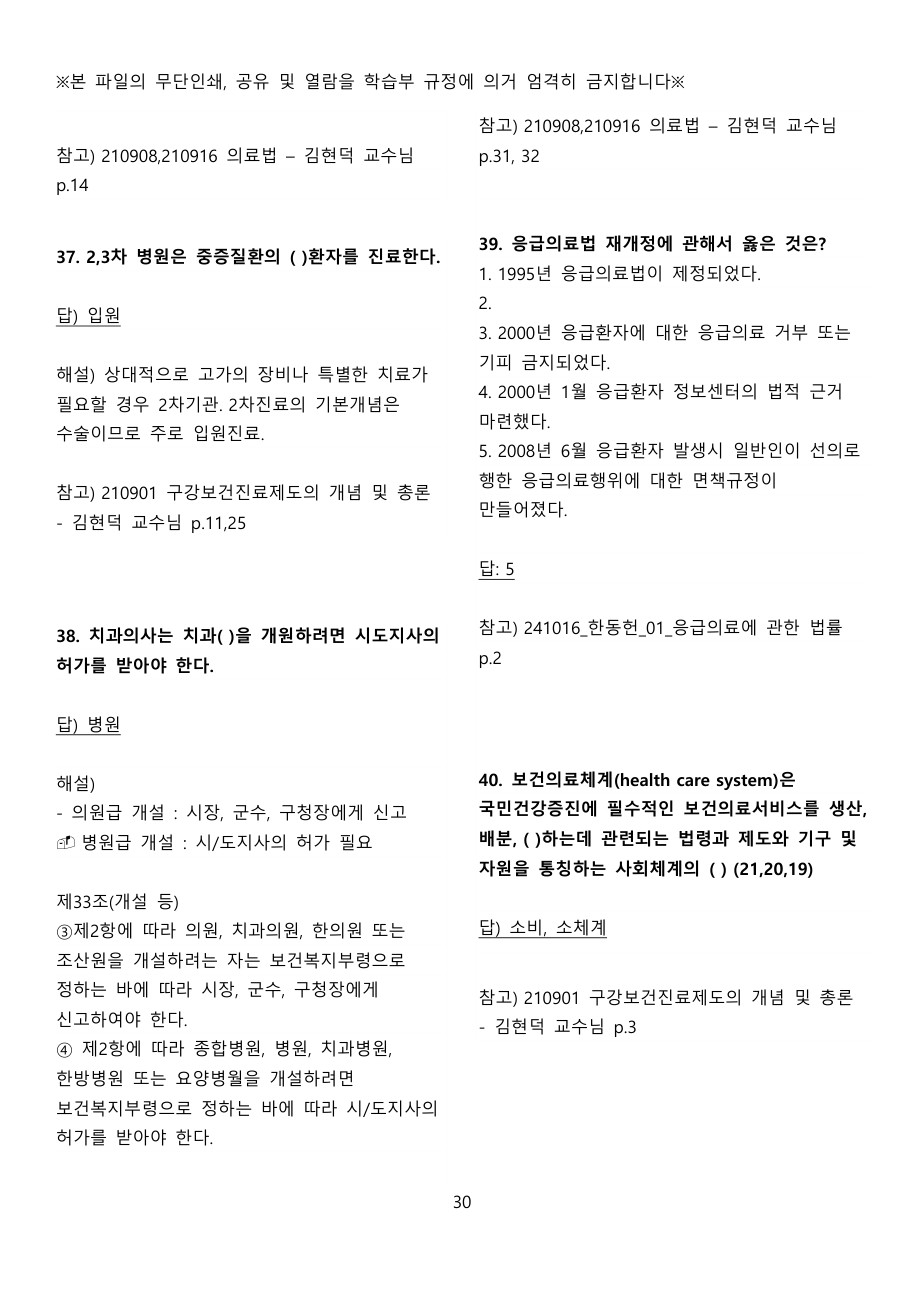 ※본 파일의 무단인쇄, 공유 및 열람을 학습부 규정에 의거 엄격히 금지합니다※
참고) 210908,210916 의료법 – 김현덕 교수님
p.14
37. 2,3차 병원은 중증질환의 ( )환자를 진료한다.
답) 입원
해설) 상대적으로 고가의 장비나 특별한 치료가
필요할 경우 2차기관. 2차진료의 기본개념은
수술이므로 주로 입원진료.
참고) 210901 구강보건진료제도의 개념 및 총론
- 김현덕 교수님 p.11,25
38. 치과의사는 치과( )을 개원하려면 시도지사의
허가를 받아야 한다.
답) 병원
해설)
- 의원급 개설 : 시장, 군수, 구청장에게 신고
병원급 개설 : 시/도지사의 허가 필요
제33조(개설 등)
③제2항에 따라 의원, 치과의원, 한의원 또는
조산원을 개설하려는 자는 보건복지부령으로
정하는 바에 따라 시장, 군수, 구청장에게
신고하여야 한다.
④ 제2항에 따라 종합병원, 병원, 치과병원,
한방병원 또는 요양병월을 개설하려면
보건복지부령으로 정하는 바에 따라 시/도지사의
허가를 받아야 한다.
참고) 210908,210916 의료법 – 김현덕 교수님
p.31, 32
39. 응급의료법 재개정에 관해서 옳은 것은?
1. 1995년 응급의료법이 제정되었다.
2.
3. 2000년 응급환자에 대한 응급의료 거부 또는
기피 금지되었다.
4. 2000년 1월 응급환자 정보센터의 법적 근거
마련했다.
5. 2008년 6월 응급환자 발생시 일반인이 선의로
행한 응급의료행위에 대한 면책규정이
만들어졌다.
답: 5
참고) 241016_한동헌_01_응급의료에 관한 법률
p.2
40. 보건의료체계(health care system)은
국민건강증진에 필수적인 보건의료서비스를 생산,
배분, ( )하는데 관련되는 법령과 제도와 기구 및
자원을 통칭하는 사회체계의 ( ) (21,20,19)
답) 소비, 소체계
참고) 210901 구강보건진료제도의 개념 및 총론
- 김현덕 교수님 p.3
30